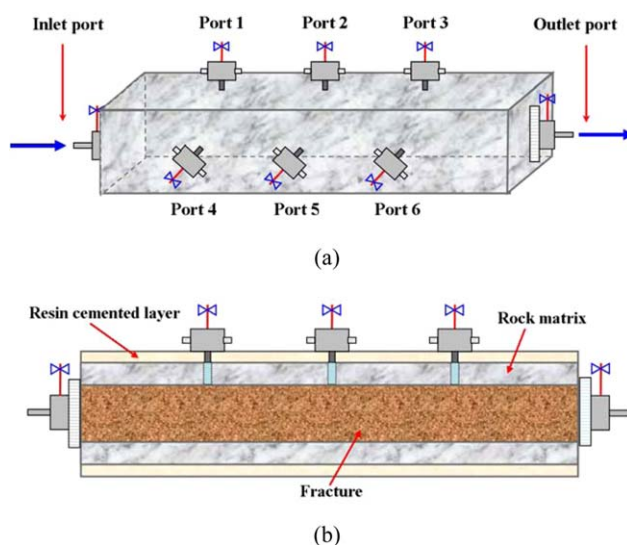 Inlet port
Port 1
Port 2
Port 3
Outlet port
Port 4
Port 5
Port 6
(a)
Resin cemented layer
Rock matrix
Fracture
(b)